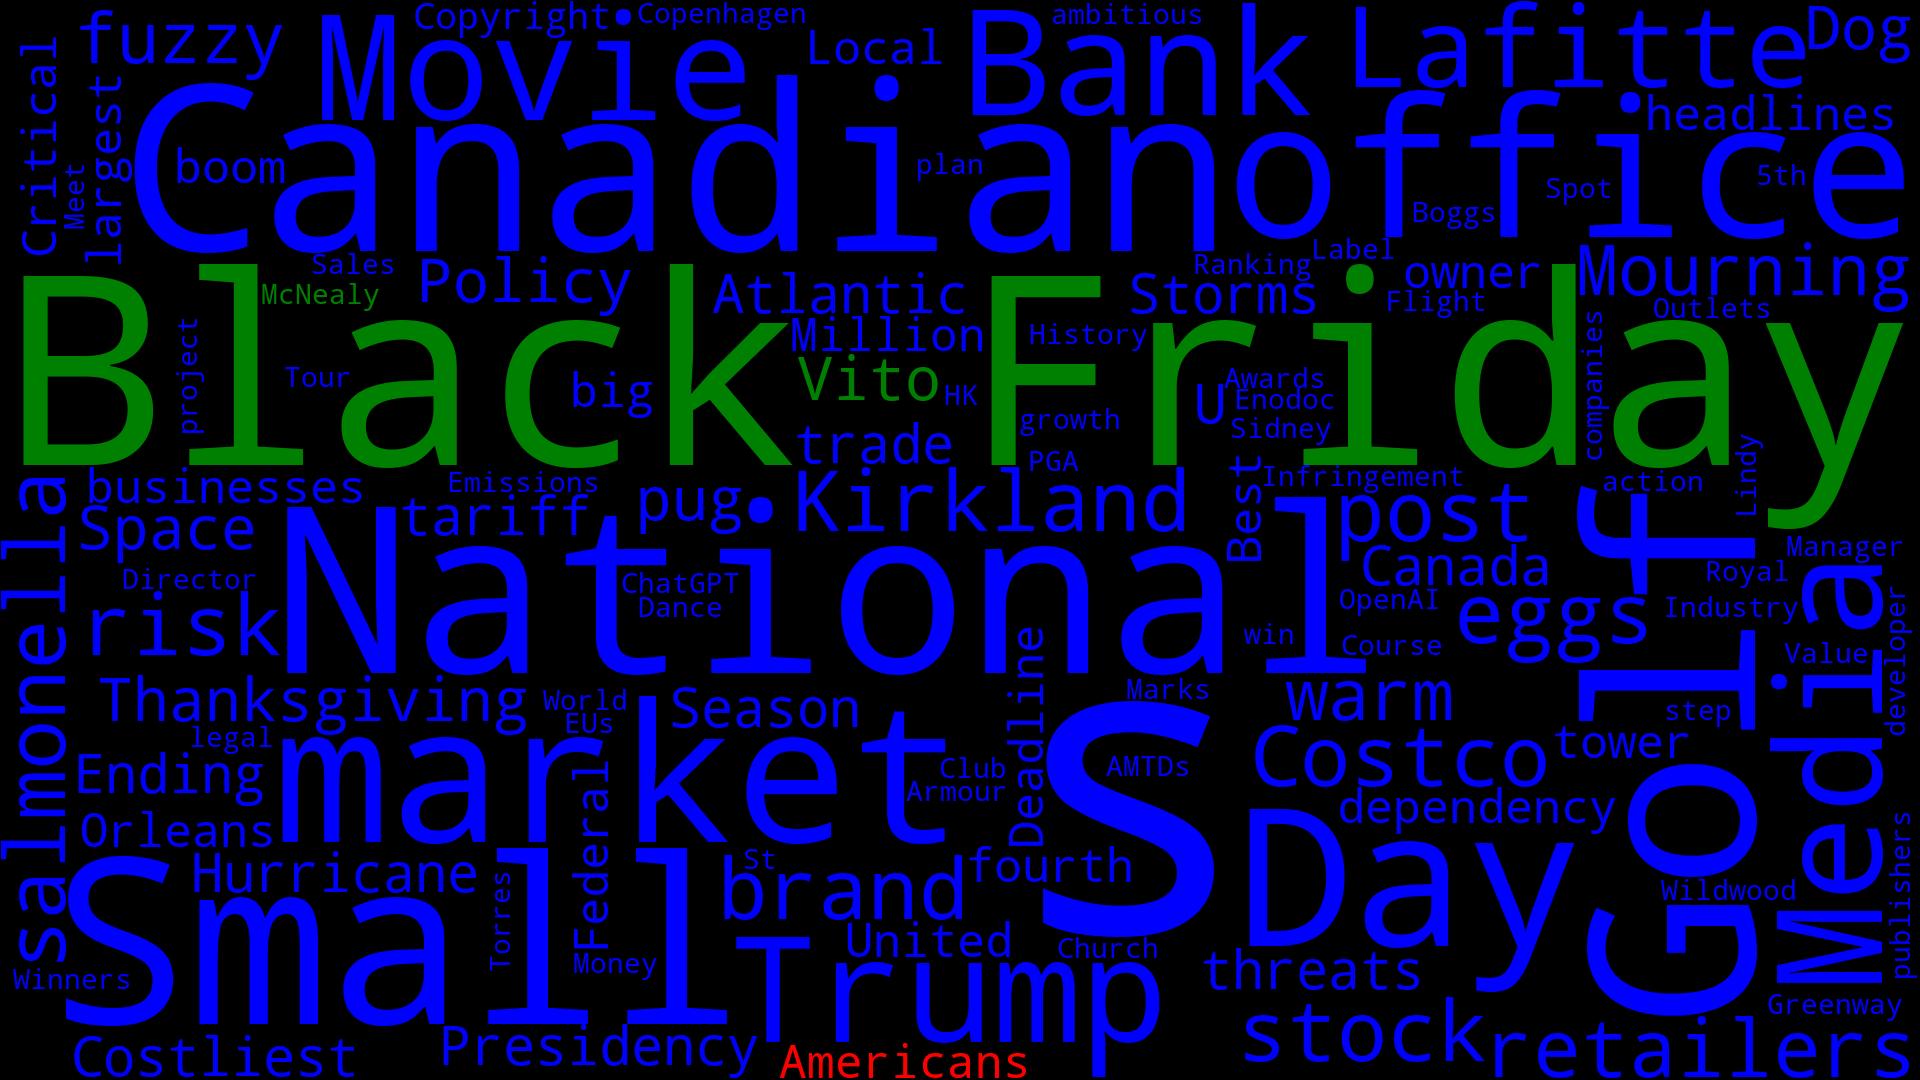 fuzzy
Movie
Copyright
Copenhagen
Local
Bank
ambitious
Lafitte
Dog
Critical
largest
Meet
boom
Canadian
plan
office
headlines
Boggs
Spot
5th
Black
Friday
Sales
McNealy
Policy
Atlantic
Storms
Ranking
Label
owner
Flight
Mourning
Outlets
project
Tour
big
Million
Vito
HK
History
growth
U
Awards
Enodoc
Sidney
companies
trade
PGA
Lindy
salmonella
businesses
Emissions
pug
Kirkland
Best
Infringement
post
action
Space
tariff
National
ChatGPT
Dance
Director
risk
win
Canada
OpenAI
Course
eggs
Golf
Manager
Royal
Industry
Media
Value
developer
Thanksgiving
World
EUs
Season
Deadline
Marks
warm
step
legal
Ending
market
Club
Armour
S
AMTDs
Costco
tower
dependency
Orleans
Federal
Hurricane
Small
Torres
St
brand
fourth
Day
Wildwood
publishers
Winners
Money
United
Trump
Church
threats
Greenway
Costliest
Presidency
Americans
stock
retailers